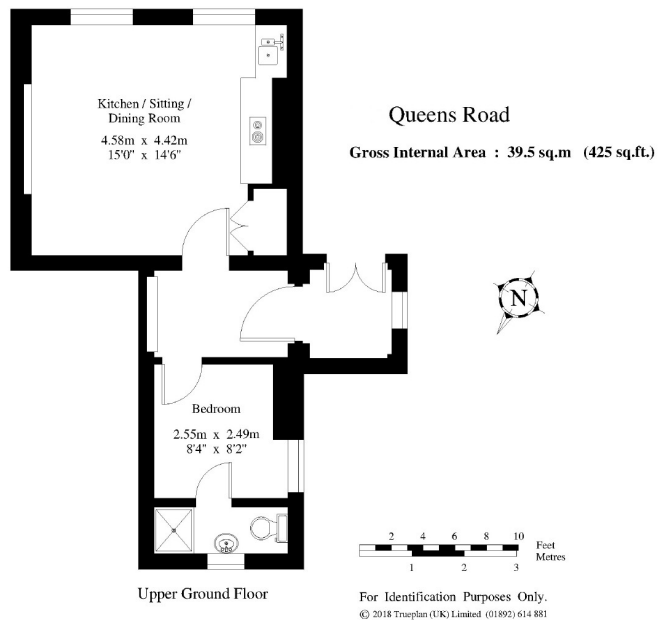 Kitchen / Sitting /
Dining Room
4.58m x 4.42m
15'0" x 14'6"
Queens Road
Gross Internal Area : 39.5 sq.m (425 sq.ft.)
N
Bedroom
2.55m x 2.49m
8'4" x 8'2"
2 4 6 8 10
Feet
Metres
1 2 3
Upper Ground Floor
For Identification Purposes Only.
© 2018 Trueplan (UK) Limited (01892) 614 881